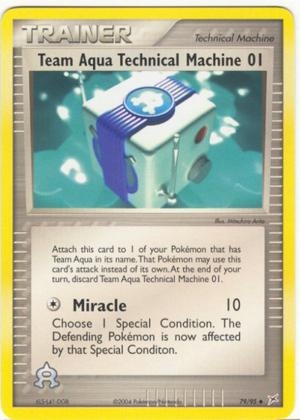 TRAINER
Technical Machine
Team Aqua Technical Machine 01
Illus. Hikaru Koike
Attach this card to 1 of your Pokémon that has
Team Aqua in its name. That Pokémon may use this
card's attack instead of its own. At the end of your
turn, discard Team Aqua Technical Machine 01.
Miracle 10
Choose 1 Special Condition. The
Defending Pokémon is now affected
by that Special Conditon.
©2004 Pokémon/Nintendo
79/95